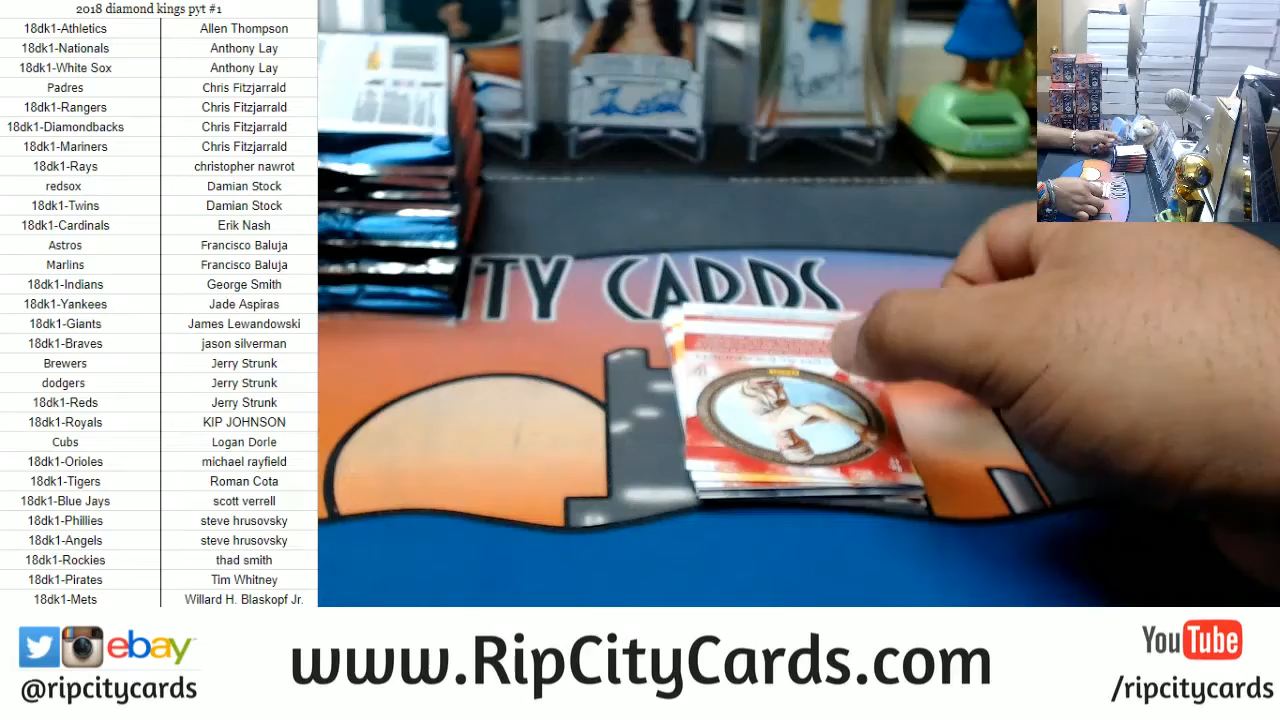 2018 diamond kings pyt #1
18dk1-Athletics Allen Thompson
18dk1-Nationals Anthony Lay
18dk1-White Sox Anthony Lay
Padres Chris Fitzjarrald
18dk1-Rangers Chris Fitzjarrald
18dk1-Diamondbacks Chris Fitzjarrald
18dk1-Mariners Chris Fitzjarrald
18dk1-Rays christopher nawrot
redsox Damian Stock
18dk1-Twins Damian Stock
18dk1-Cardinals Erik Nash
Astros Francisco Baluja
Marlins Francisco Baluja
18dk1-Indians George Smith
18dk1-Yankees Jade Aspiras
18dk1-Giants James Lewandowski
18dk1-Braves jason silverman
Brewers Jerry Strunk
dodgers Jerry Strunk
18dk1-Reds Jerry Strunk
18dk1-Royals KIP JOHNSON
Cubs Logan Dorle
18dk1-Orioles michael rayfield
18dk1-Tigers Roman Cota
18dk1-Blue Jays scott verrell
18dk1-Phillies steve hrusovsky
18dk1-Angels steve hrusovsky
18dk1-Rockies thad smith
18dk1-Pirates Tim Whitney
18dk1-Mets Willard H. Blaskopf Jr.
ITY CARDS
ebay
@ripcitycards
www.RipCityCards.com
YouTube
/ripcitycards